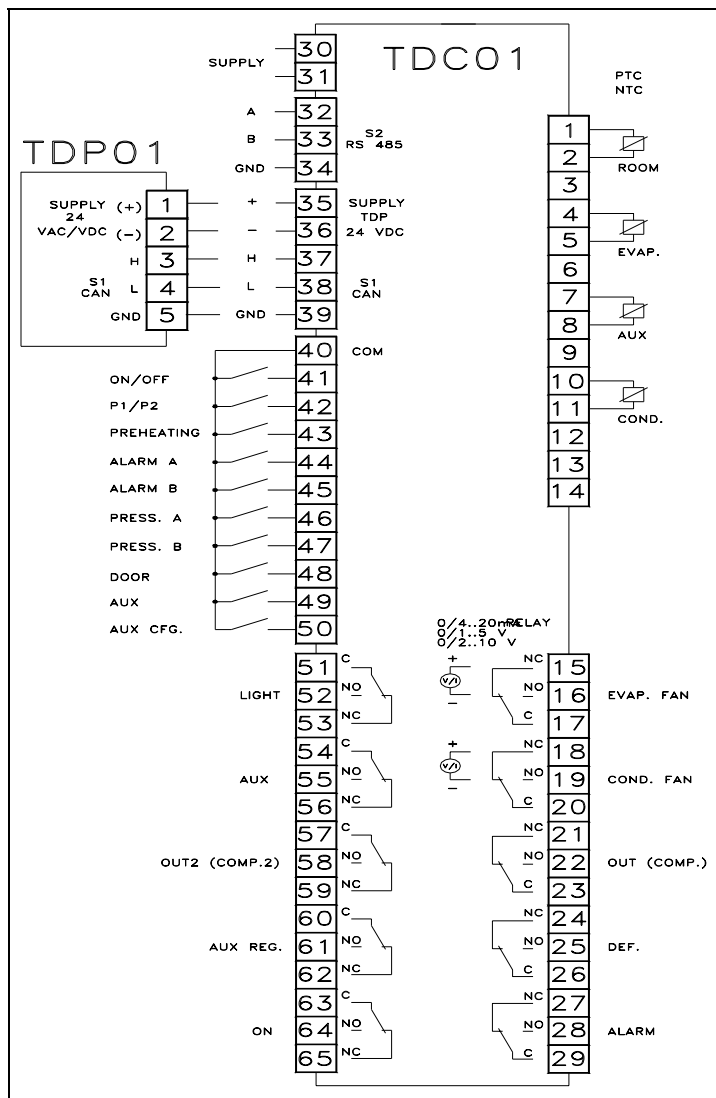 TDC01
SUPPLY
30
31
A 32
B 33
GND 34
S2
RS 485
TDP01
SUPPLY (+) 1
24
VAC/VDC (-) 2
H 3
S1
CAN
L 4
GND 5
+ 35
- 36
H 37
L 38
GND 39
SUPPLY
TDP
24 VDC
S1
CAN
40 COM
ON/OFF 41
P1/P2 42
PREHEATING 43
ALARM A 44
ALARM B 45
PRESS. A 46
PRESS. B 47
DOOR 48
AUX 49
AUX CFG. 50
51 C
LIGHT 52 NO
53 NC
54 C
AUX 55 NO
56 NC
57 C
OUT2 (COMP.2) 58 NO
59 NC
60 C
AUX REG. 61 NO
62 NC
63 C
ON 64 NO
65 NC
PTC
NTC
1
2
ROOM
3
4
5
EVAP.
6
7
8
AUX
9
10
11
COND.
12
13
14
0/4..20mA RELAY
0/1..5 V
0/2..10 V
+
V/I
-
NC 15
NO 16 EVAP. FAN
C 17
+
V/I
-
NC 18
NO 19 COND. FAN
C 20
NC 21
NO 22 OUT (COMP.)
C 23
NC 24
NO 25 DEF.
C 26
NC 27
NO 28 ALARM
C 29